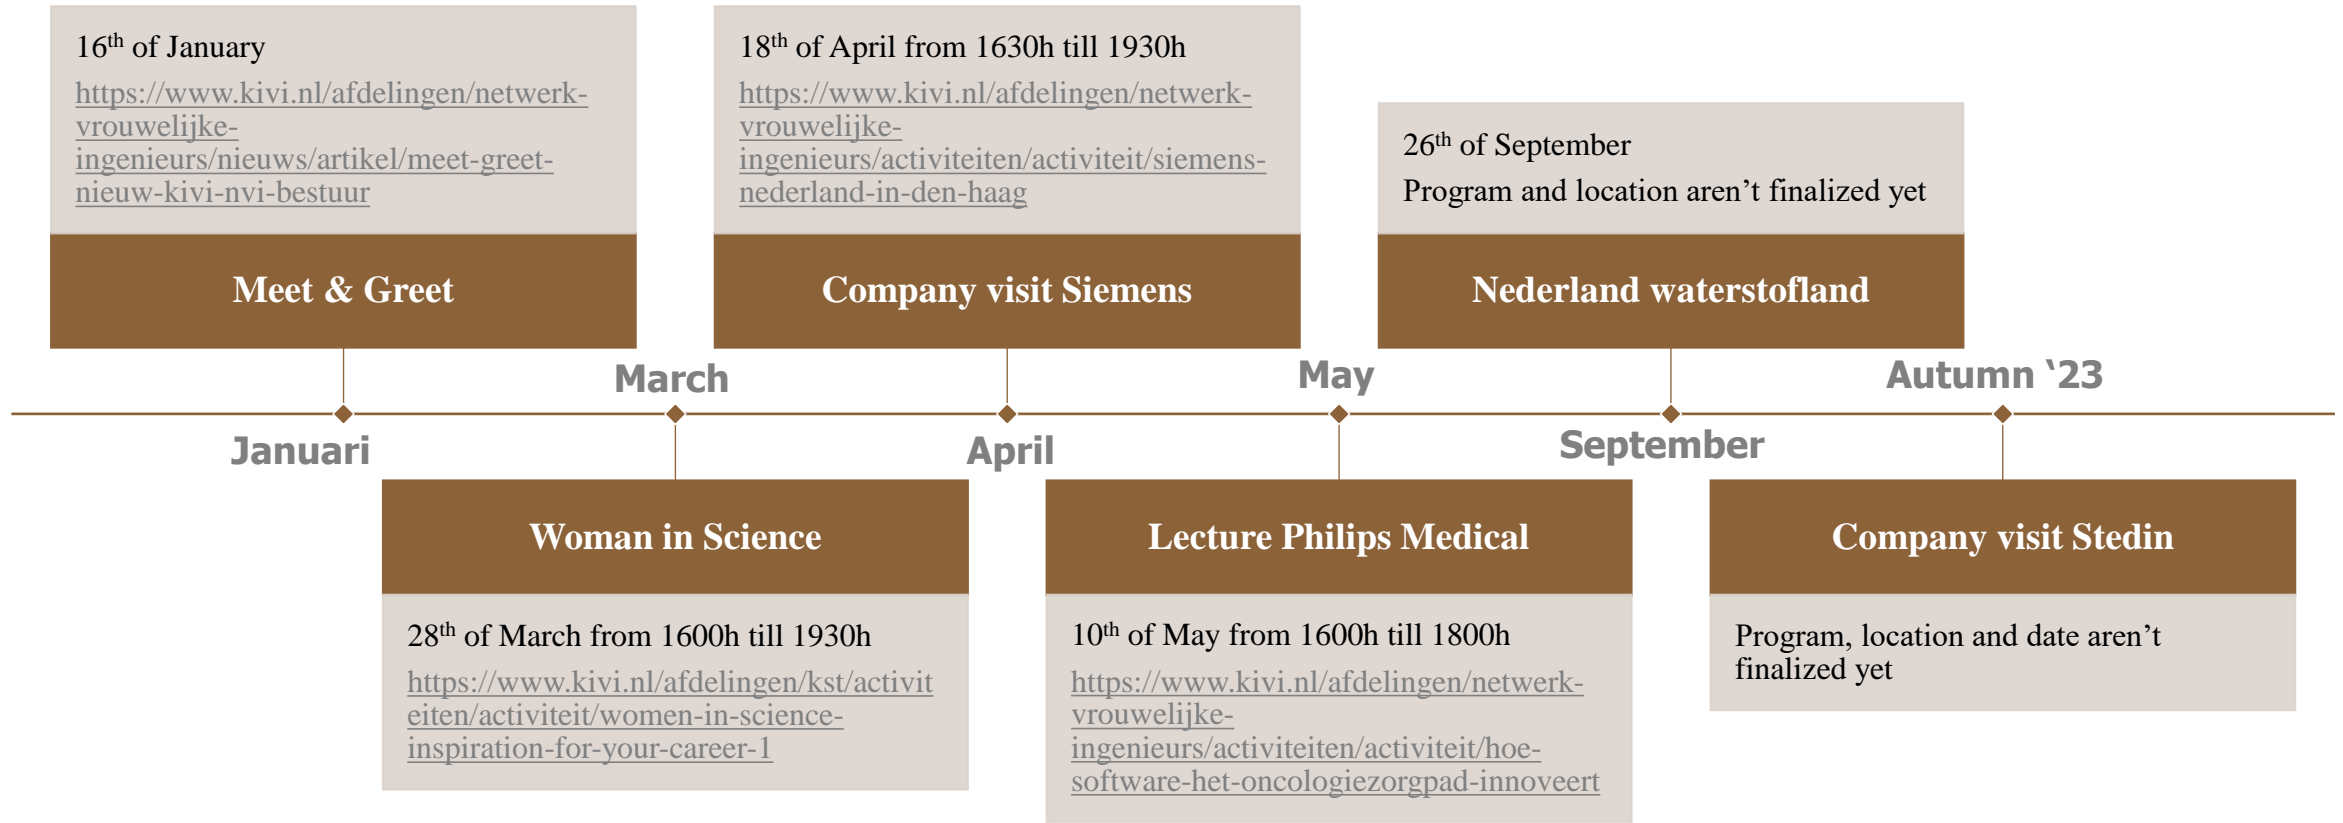 16th of January
https://www.kivi.nl/afdelingen/netwerk-
vrouwelijke-
ingenieurs/nieuws/artikel/meet-greet-
nieuw-kivi-nvi-bestuur
Meet & Greet
Januari
March
Woman in Science
28th of March from 1600h till 1930h
https://www.kivi.nl/afdelingen/kst/activit
eiten/activiteit/women-in-science-
inspiration-for-your-career-1
18th of April from 1630h till 1930h
https://www.kivi.nl/afdelingen/netwerk-
vrouwelijke-
ingenieurs/activiteiten/activiteit/siemens-
nederland-in-den-haag
Company visit Siemens
April
May
Lecture Philips Medical
10th of May from 1600h till 1800h
https://www.kivi.nl/afdelingen/netwerk-
vrouwelijke-
ingenieurs/activiteiten/activiteit/hoe-
software-het-oncologiezorgpad-innoveert
26th of September
Program and location aren’t finalized yet
Nederland waterstofland
September
Autumn ‘23
Company visit Stedin
Program, location and date aren’t
finalized yet